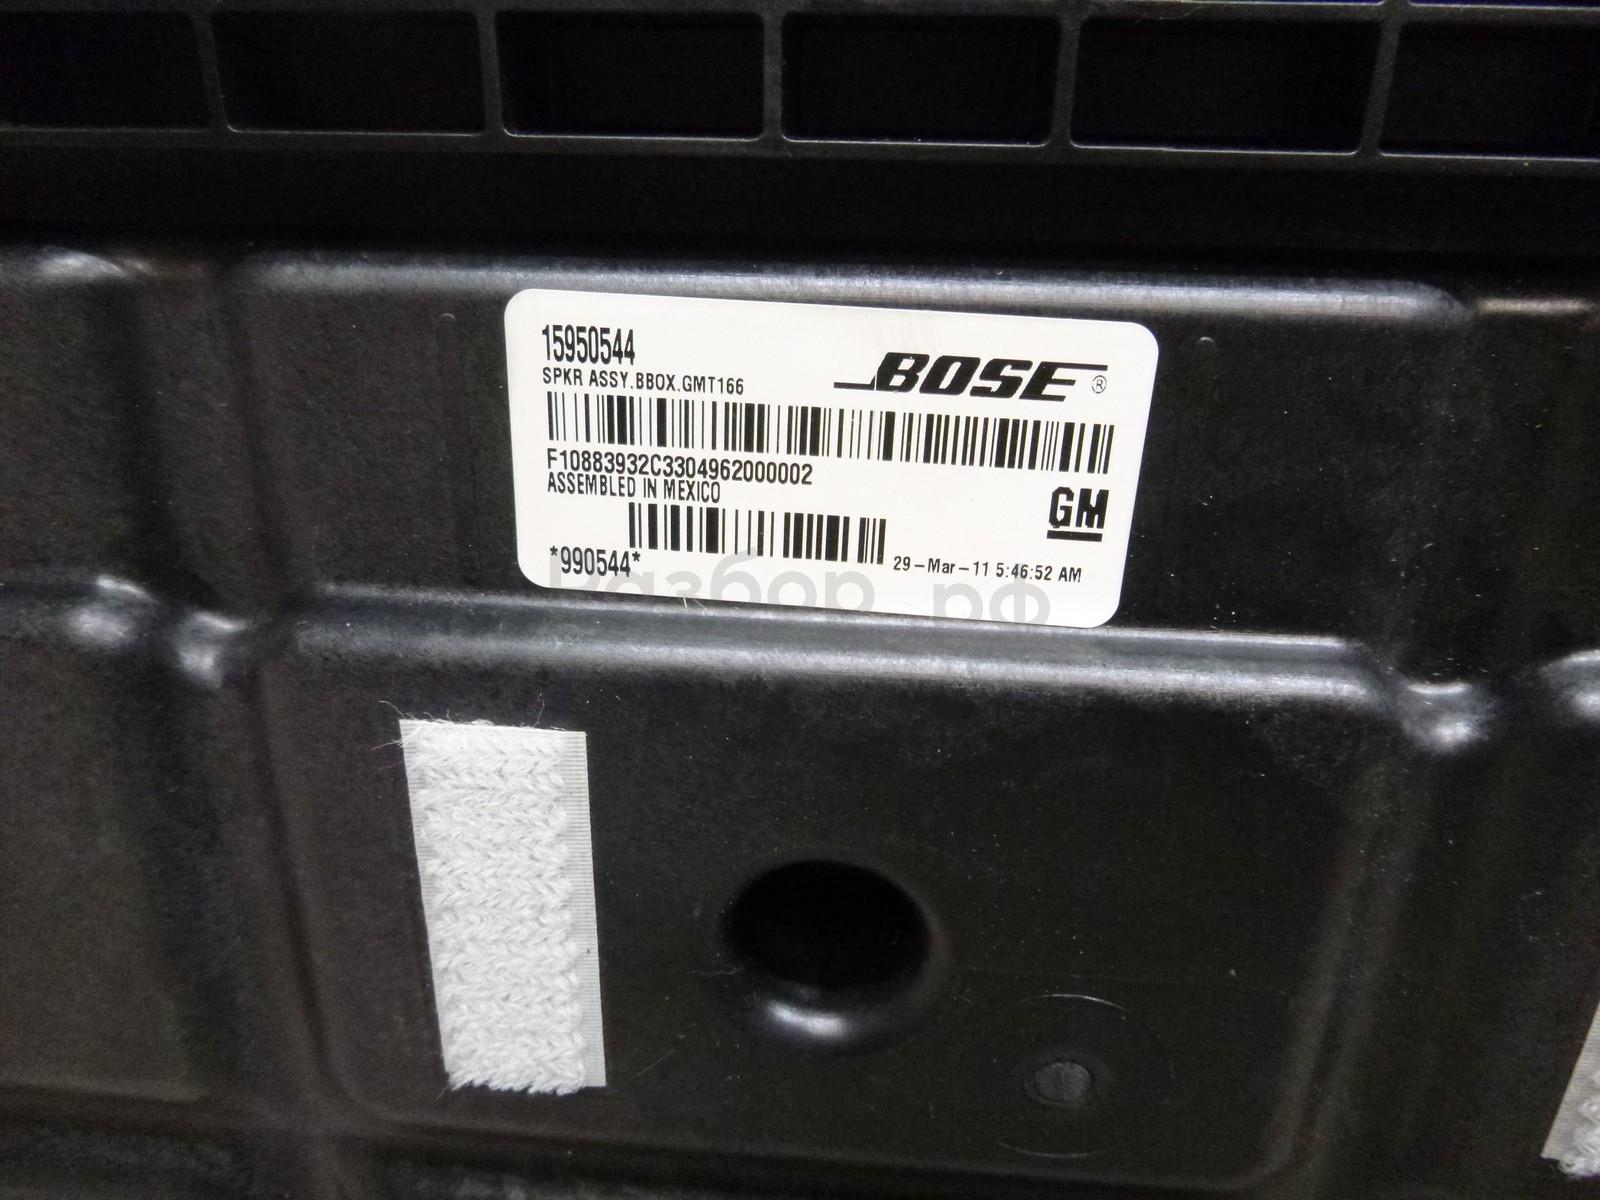 15950544
SPKR ASSY.BBOX.GMT166
BOSE®
F10883932C3304962000002
ASSEMBLED IN MEXICO
GM
*990544*
29-Mar-11 5:46:52 AM
Разбор.рф